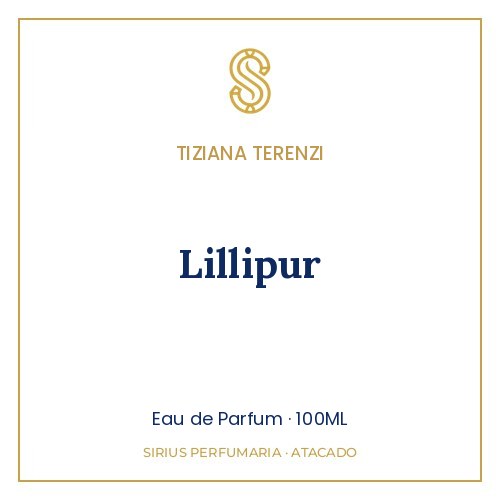 TIZIANA TERENZI
Lillipur
Eau de Parfum · 100ML
SIRIUS PERFUMARIA · ATACADO